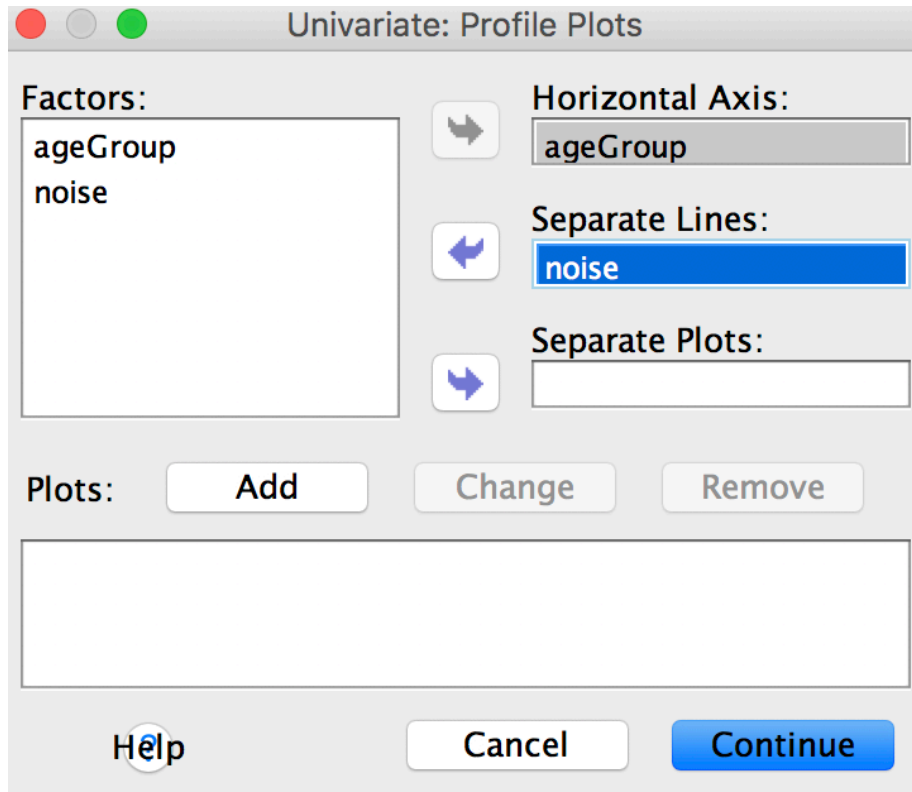 Univariate: Profile Plots
Factors:
ageGroup
noise
Horizontal Axis:
ageGroup
Separate Lines:
noise
Separate Plots:
Plots:
Add
Change
Remove
Help
Cancel
Continue